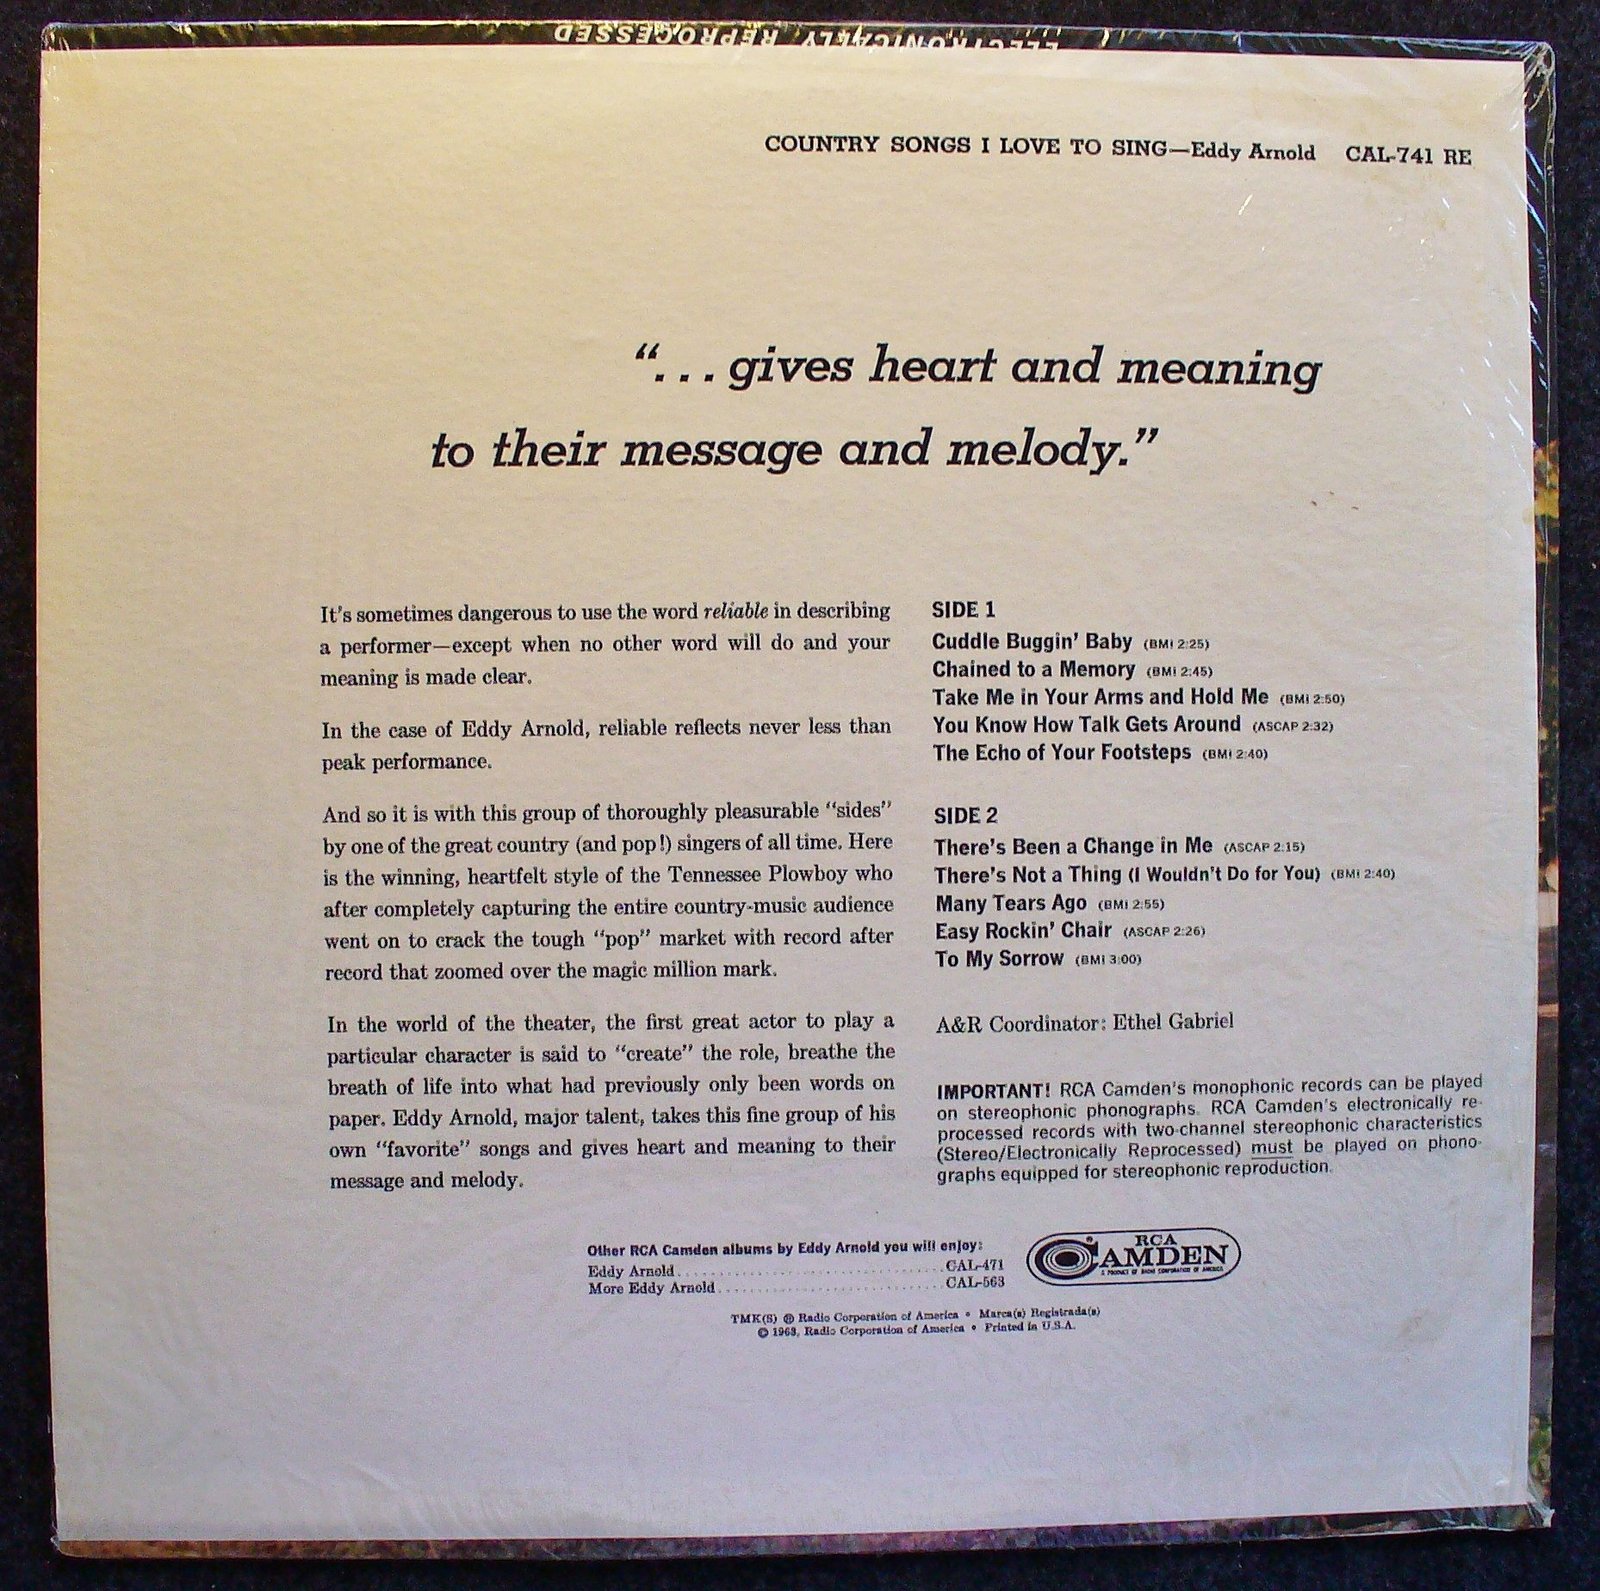 ELECTRONICALLY REPROCESSED
COUNTRY SONGS I LOVE TO SING—Eddy Arnold CAL-741 RE
“. . . gives heart and meaning
to their message and melody.”
It's sometimes dangerous to use the word reliable in describing
a performer—except when no other word will do and your
meaning is made clear.
In the case of Eddy Arnold, reliable reflects never less than
peak performance.
And so it is with this group of thoroughly pleasurable “sides”
by one of the great country (and pop!) singers of all time. Here
is the winning, heartfelt style of the Tennessee Plowboy who
after completely capturing the entire country-music audience
went on to crack the tough “pop” market with record after
record that zoomed over the magic million mark.
In the world of the theater, the first great actor to play a
particular character is said to “create” the role, breathe the
breath of life into what had previously only been words on
paper. Eddy Arnold, major talent, takes this fine group of his
own “favorite” songs and gives heart and meaning to their
message and melody.
SIDE 1
Cuddle Buggin' Baby (BMI 2:25)
Chained to a Memory (BMI 2:45)
Take Me in Your Arms and Hold Me (BMI 2:50)
You Know How Talk Gets Around (ASCAP 2:32)
The Echo of Your Footsteps (BMI 2:40)
SIDE 2
There's Been a Change in Me (ASCAP 2:15)
There's Not a Thing (I Wouldn't Do for You) (BMI 2:40)
Many Tears Ago (BMI 2:55)
Easy Rockin' Chair (ASCAP 2:26)
To My Sorrow (BMI 3:00)
A&R Coordinator: Ethel Gabriel
IMPORTANT! RCA Camden's monophonic records can be played
on stereophonic phonographs. RCA Camden's electronically re-
processed records with two-channel stereophonic characteristics
(Stereo/Electronically Reprocessed) must be played on phono-
graphs equipped for stereophonic reproduction.
Other RCA Camden albums by Eddy Arnold you will enjoy:
Eddy Arnold . . . . . . . . . . . . . . . . . . . . . . . . . . . . . . CAL-471
More Eddy Arnold . . . . . . . . . . . . . . . . . . . . . . . . . . CAL-563
RCA
CAMDEN
A PRODUCT OF RADIO CORPORATION OF AMERICA
TMK(S) ® Radio Corporation of America • Marca(s) Registrada(s)
© 1963, Radio Corporation of America • Printed in U.S.A.